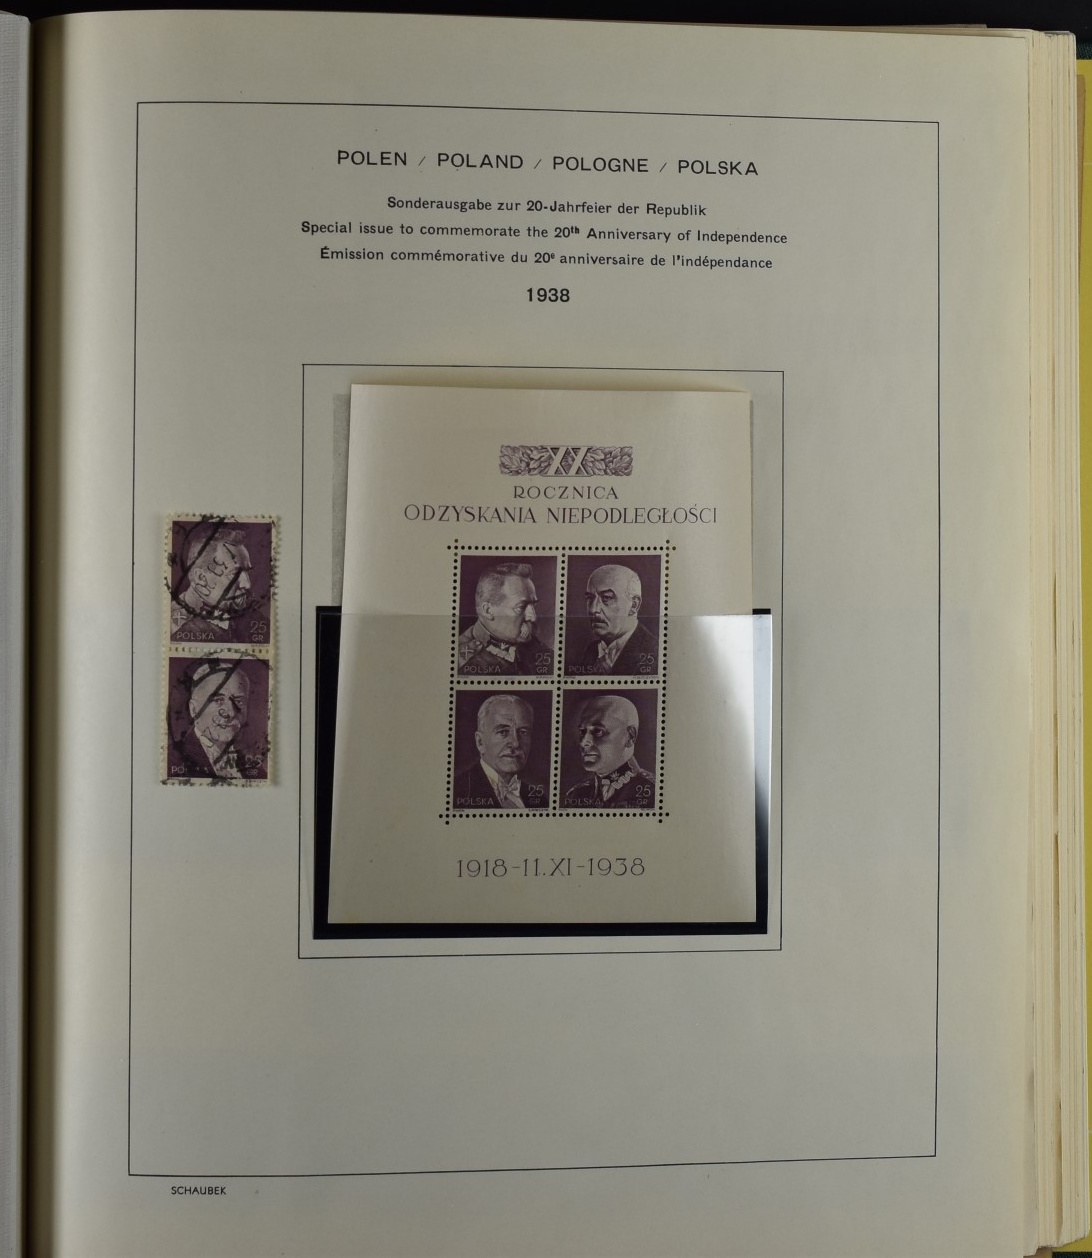 POLEN / POLAND / POLOGNE / POLSKA
Sonderausgabe zur 20-Jahrfeier der Republik
Special issue to commemorate the 20th Anniversary of Independence
Émission commémorative du 20e anniversaire de l'indépendance
1938
XX
ROCZNICA
ODZYSKANIA NIEPODLEGŁOŚCI
POLSKA 25 GR
POLSKA 25 GR
POLSKA 25 GR
POLSKA 25 GR
1918-11.XI-1938
POLSKA 25 GR
25 GR
SCHAUBEK